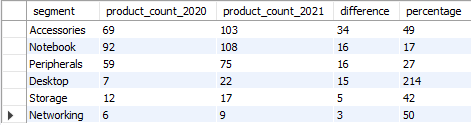 segment product_count_2020 product_count_2021 difference percentage
Accessories 69 103 34 49
Notebook 92 108 16 17
Peripherals 59 75 16 27
Desktop 7 22 15 214
Storage 12 17 5 42
Networking 6 9 3 50